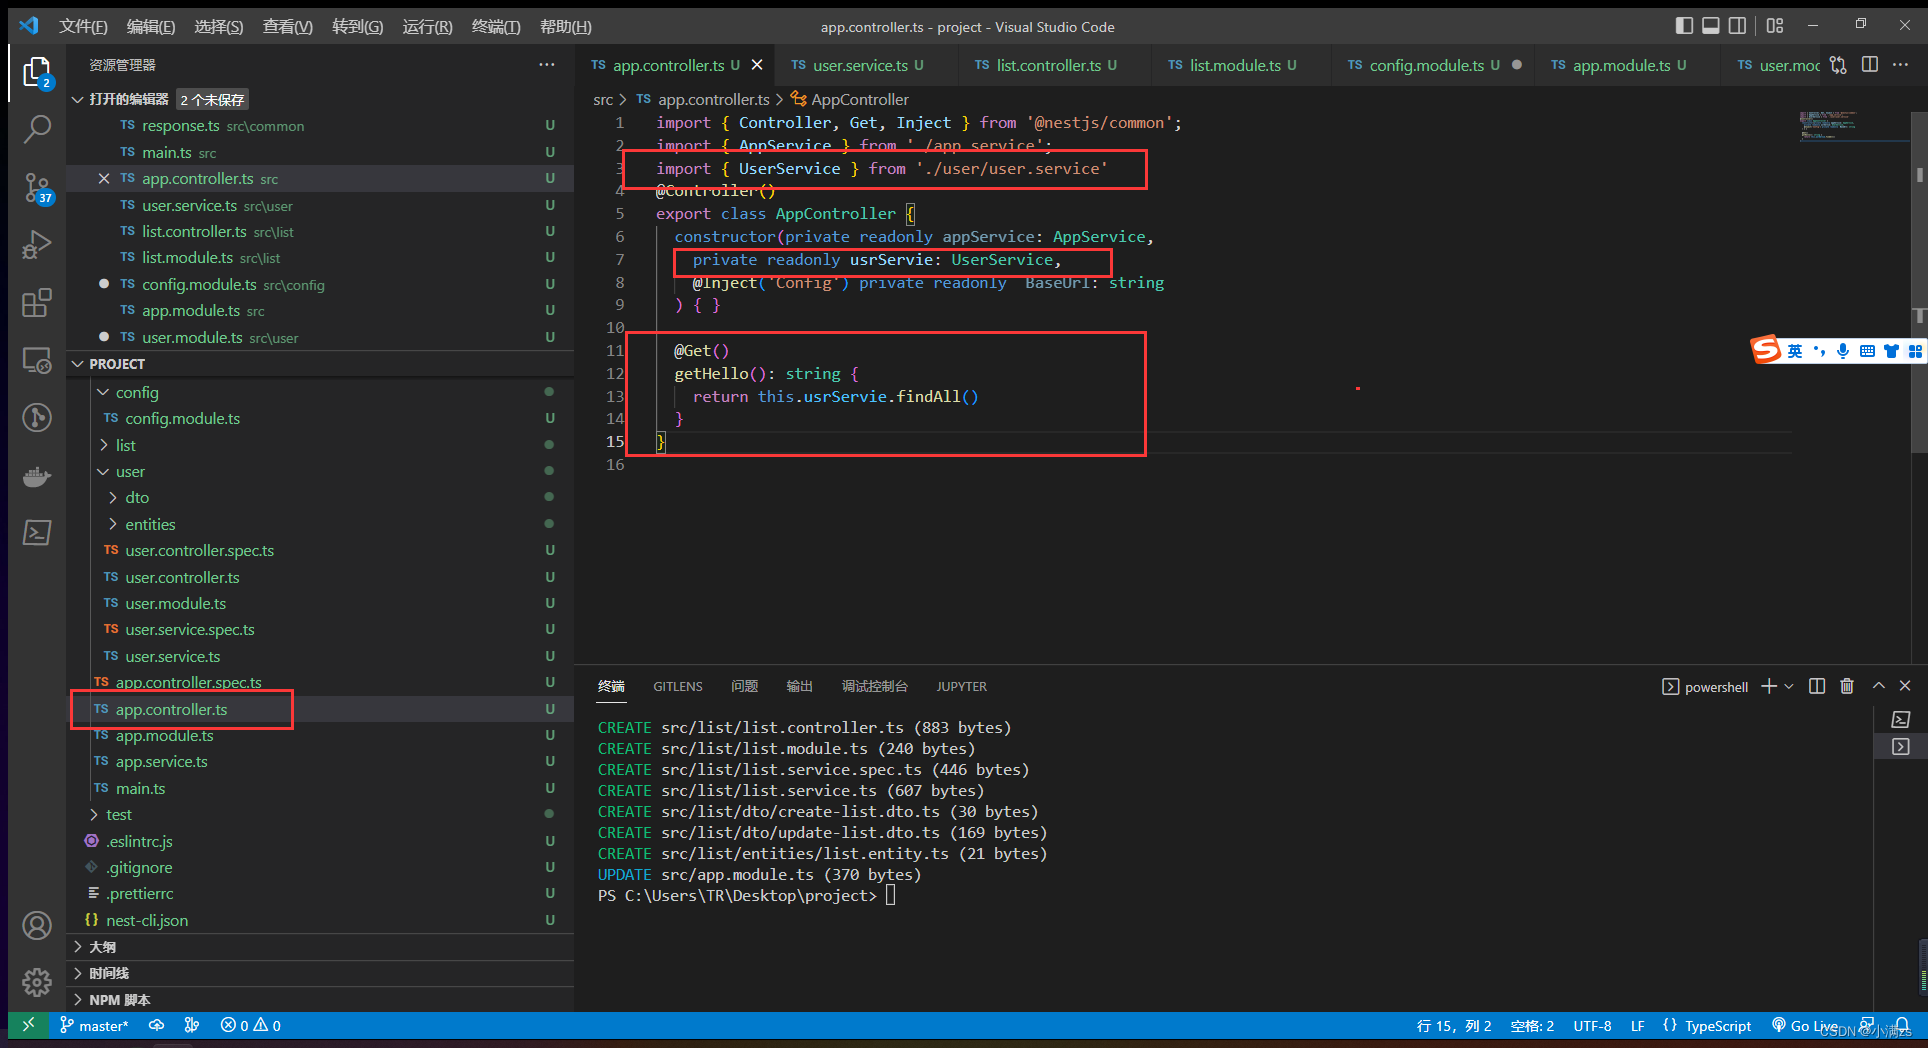 文件(F) 编辑(E) 选择(S) 查看(V) 转到(G) 运行(R) 终端(T) 帮助(H)
app.controller.ts - project - Visual Studio Code
资源管理器
打开的编辑器 2 个未保存
TS response.ts src\common U
TS main.ts src U
TS app.controller.ts src U
TS user.service.ts src\user U
TS list.controller.ts src\list U
TS list.module.ts src\list U
TS config.module.ts src\config U
TS app.module.ts src U
TS user.module.ts src\user U
PROJECT
config
TS config.module.ts U
list
user
dto
entities
TS user.controller.spec.ts U
TS user.controller.ts U
TS user.module.ts U
TS user.service.spec.ts U
TS user.service.ts U
TS app.controller.spec.ts U
TS app.controller.ts U
TS app.module.ts U
TS app.service.ts U
TS main.ts U
test
.eslintrc.js U
.gitignore U
.prettierrc U
{} nest-cli.json U
大纲
时间线
NPM 脚本
2
37
TS app.controller.ts U TS user.service.ts U TS list.controller.ts U TS list.module.ts U TS config.module.ts U TS app.module.ts U TS user.moc
src > TS app.controller.ts > AppController
1 import { Controller, Get, Inject } from '@nestjs/common';
2 import { AppService } from './app.service';
3 import { UserService } from './user/user.service'
4 @Controller()
5 export class AppController {
6 constructor(private readonly appService: AppService,
7 private readonly usrServie: UserService,
8 @Inject('Config') private readonly BaseUrl: string
9 ) { }
10
11 @Get()
12 getHello(): string {
13 return this.usrServie.findAll()
14 }
15 }
16
英
终端 GITLENS 问题 输出 调试控制台 JUPYTER
powershell
CREATE src/list/list.controller.ts (883 bytes)
CREATE src/list/list.module.ts (240 bytes)
CREATE src/list/list.service.spec.ts (446 bytes)
CREATE src/list/list.service.ts (607 bytes)
CREATE src/list/dto/create-list.dto.ts (30 bytes)
CREATE src/list/dto/update-list.dto.ts (169 bytes)
CREATE src/list/entities/list.entity.ts (21 bytes)
UPDATE src/app.module.ts (370 bytes)
PS C:\Users\TR\Desktop\project>
master* 0 0 行 15, 列 2 空格: 2 UTF-8 LF {} TypeScript Go Live
CSDN @小满zs